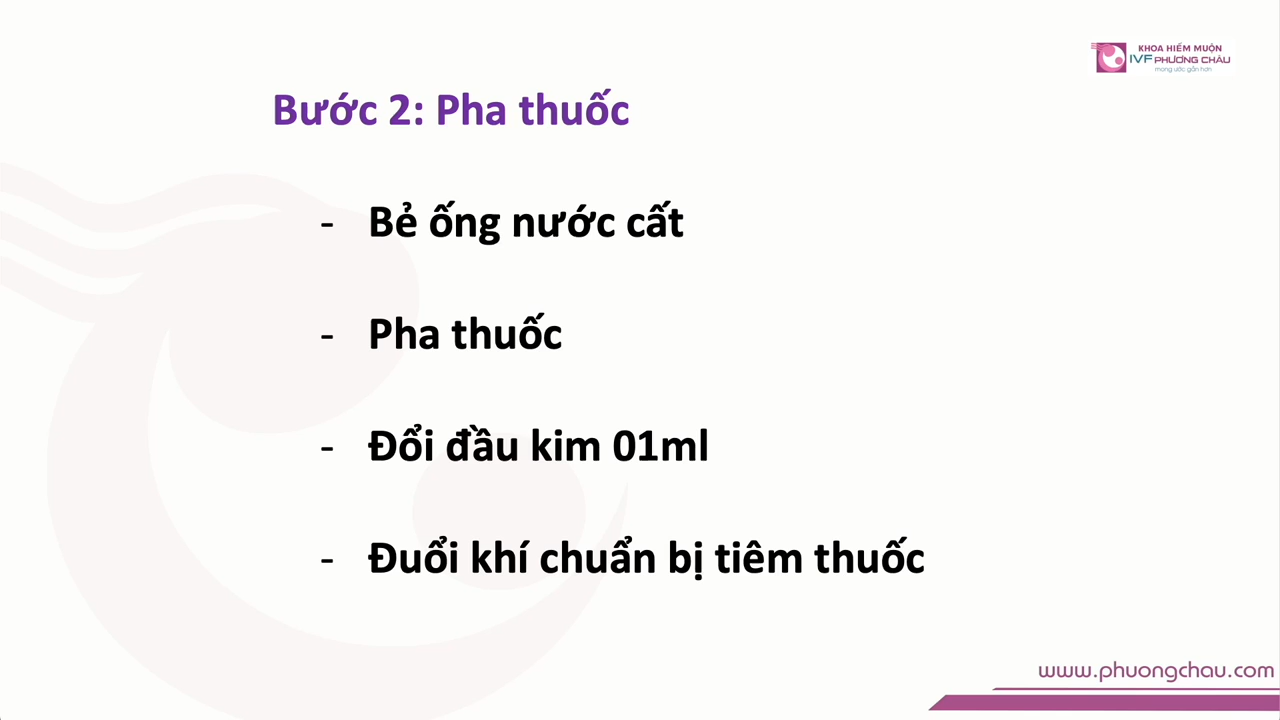 KHOA HIẾM MUỘN
IVF PHƯƠNG CHÂU
mong ước gần hơn
Bước 2: Pha thuốc
- Bẻ ống nước cất
- Pha thuốc
- Đổi đầu kim 01ml
- Đuổi khí chuẩn bị tiêm thuốc
www.phuongchau.com